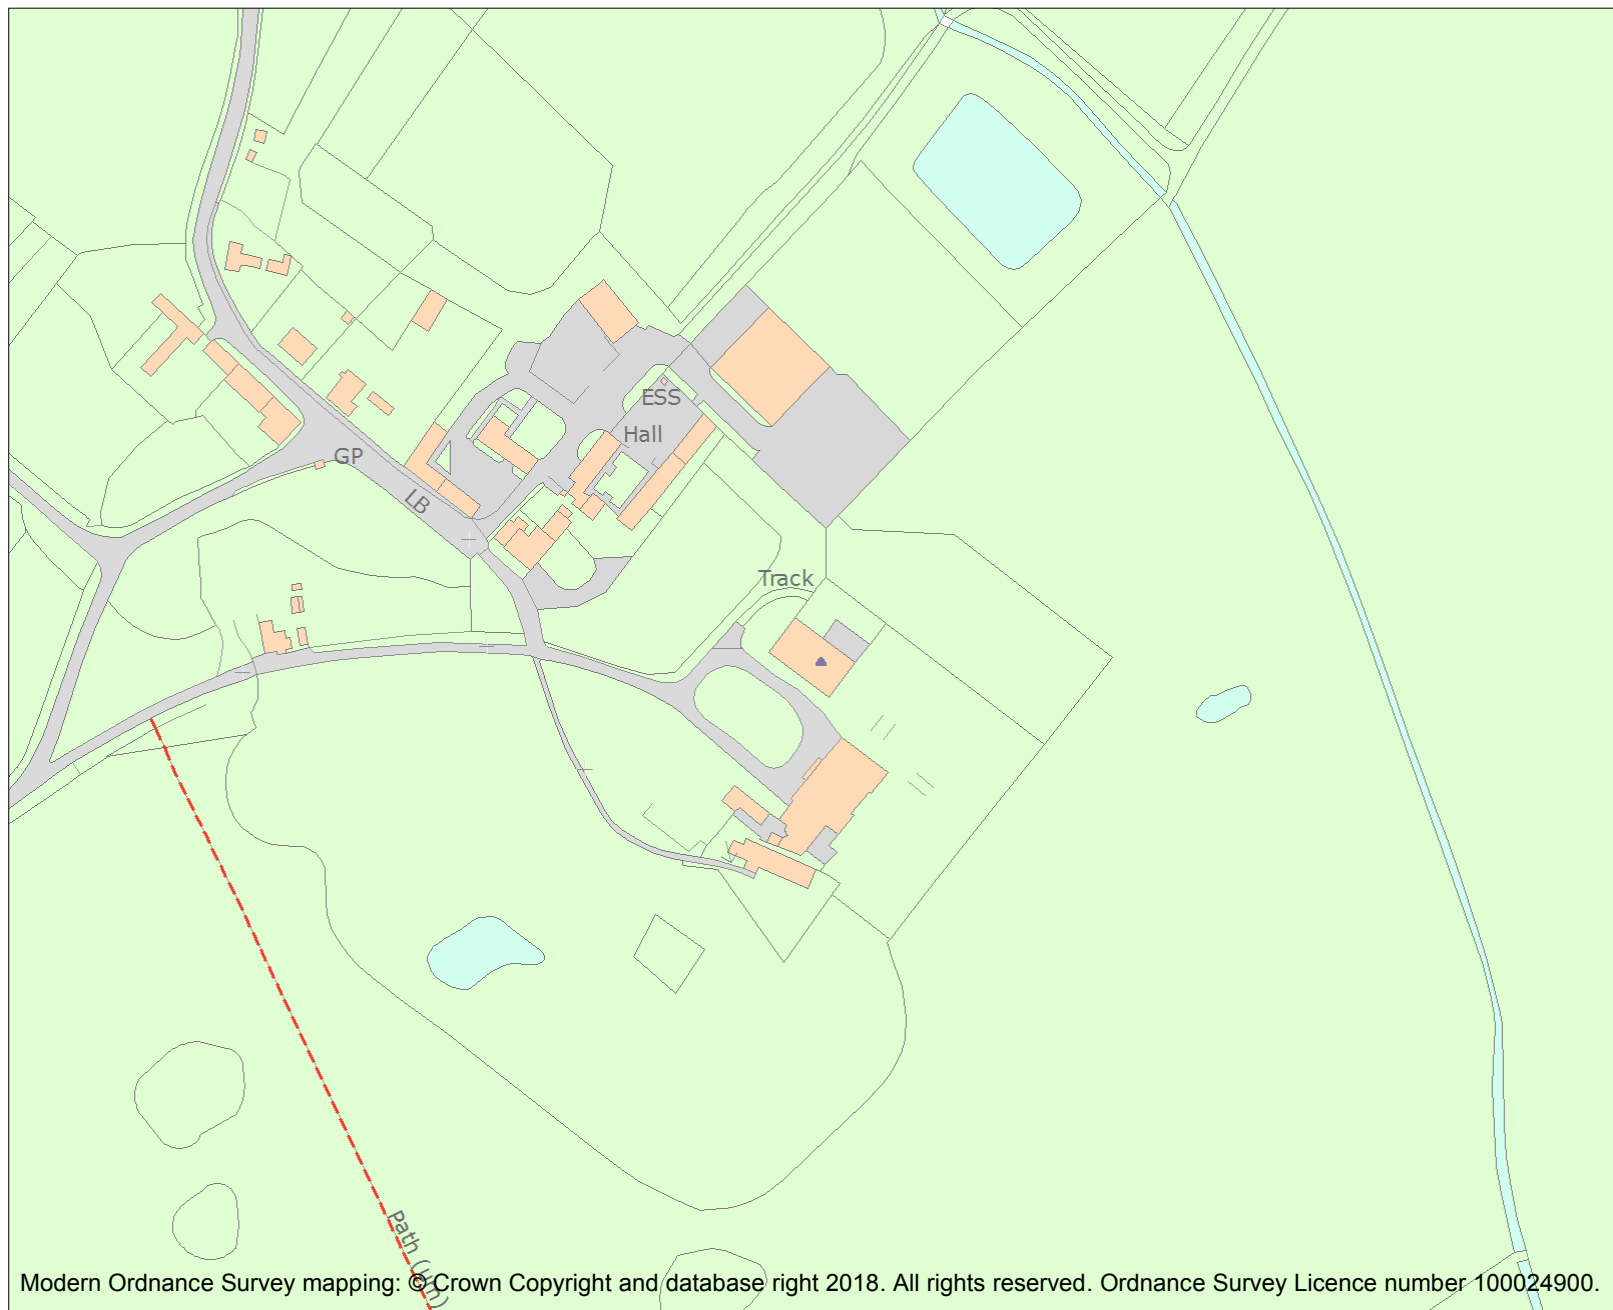 ESS
Hall
GP
LB
Track
Path (um)
Modern Ordnance Survey mapping: © Crown Copyright and database right 2018. All rights reserved. Ordnance Survey Licence number 100024900.